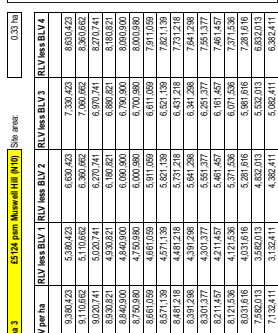 a 3 £5124 psm Muswell Hill (N10) Site area: 0.33 ha
V per ha RLV less BLV 1 RLV less BLV 2 RLV less BLV 3 RLV less BLV 4
9,380,423 5,380,423 6,630,423 7,330,423 8,630,423
9,110,662 5,110,662 6,360,662 7,060,662 8,360,662
9,020,741 5,020,741 6,270,741 6,970,741 8,270,741
8,930,821 4,930,821 6,180,821 6,880,821 8,180,821
8,840,900 4,840,900 6,090,900 6,790,900 8,090,900
8,750,980 4,750,980 6,000,980 6,700,980 8,000,980
8,661,059 4,661,059 5,911,059 6,611,059 7,911,059
8,571,139 4,571,139 5,821,139 6,521,139 7,821,139
8,481,218 4,481,218 5,731,218 6,431,218 7,731,218
8,391,298 4,391,298 5,641,298 6,341,298 7,641,298
8,301,377 4,301,377 5,551,377 6,251,377 7,551,377
8,211,457 4,211,457 5,461,457 6,161,457 7,461,457
8,121,536 4,121,536 5,371,536 6,071,536 7,371,536
8,031,616 4,031,616 5,281,616 5,981,616 7,281,616
7,582,013 3,582,013 4,832,013 5,532,013 6,832,013
7,132,411 3,132,411 4,382,411 5,082,411 6,382,411